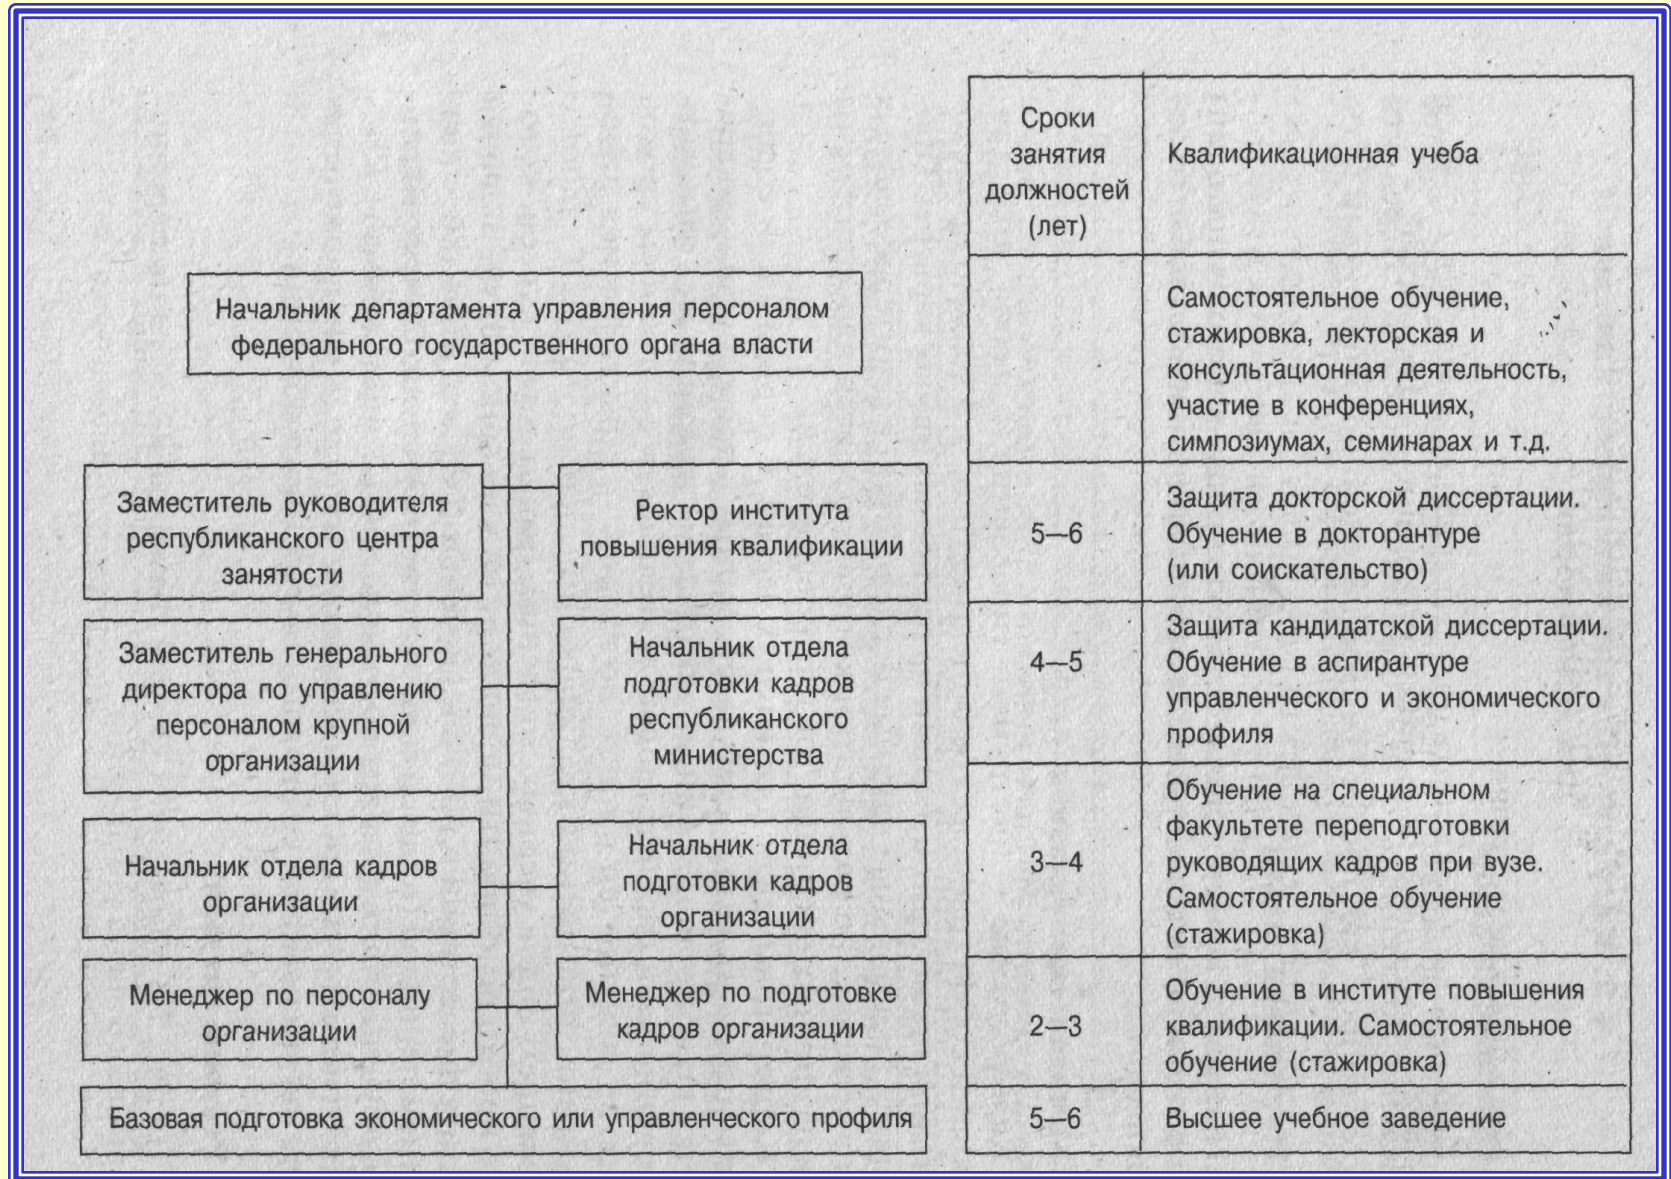 Сроки
занятия
должностей
(лет)
Квалификационная учеба
Начальник департамента управления персоналом
федерального государственного органа власти
Самостоятельное обучение,
стажировка, лекторская и
консультационная деятельность,
участие в конференциях,
симпозиумах, семинарах и т.д.
Заместитель руководителя
республиканского центра
занятости
Ректор института
повышения квалификации
5—6
Защита докторской диссертации.
Обучение в докторантуре
(или соискательство)
Заместитель генерального
директора по управлению
персоналом крупной
организации
Начальник отдела
подготовки кадров
республиканского
министерства
4—5
Защита кандидатской диссертации.
Обучение в аспирантуре
управленческого и экономического
профиля
Начальник отдела кадров
организации
Начальник отдела
подготовки кадров
организации
3—4
Обучение на специальном
факультете переподготовки
руководящих кадров при вузе.
Самостоятельное обучение
(стажировка)
Менеджер по персоналу
организации
Менеджер по подготовке
кадров организации
2—3
Обучение в институте повышения
квалификации. Самостоятельное
обучение (стажировка)
Базовая подготовка экономического или управленческого профиля
5—6
Высшее учебное заведение